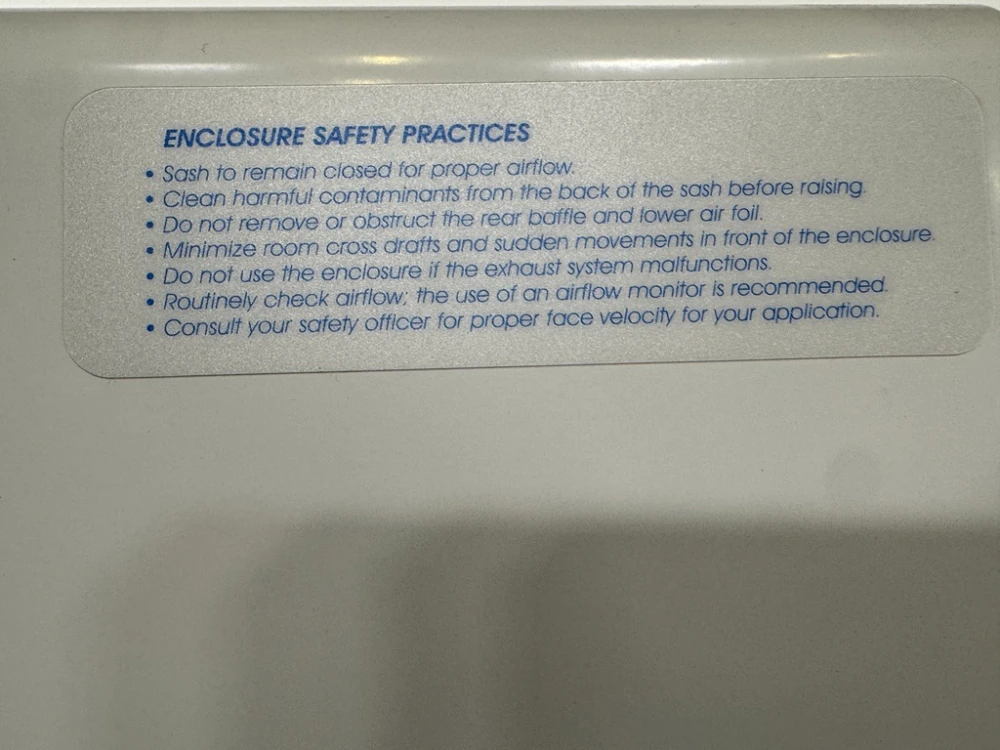 ENCLOSURE SAFETY PRACTICES
• Sash to remain closed for proper airflow.
• Clean harmful contaminants from the back of the sash before raising.
• Do not remove or obstruct the rear baffle and lower air foil.
• Minimize room cross drafts and sudden movements in front of the enclosure.
• Do not use the enclosure if the exhaust system malfunctions.
• Routinely check airflow; the use of an airflow monitor is recommended.
• Consult your safety officer for proper face velocity for your application.